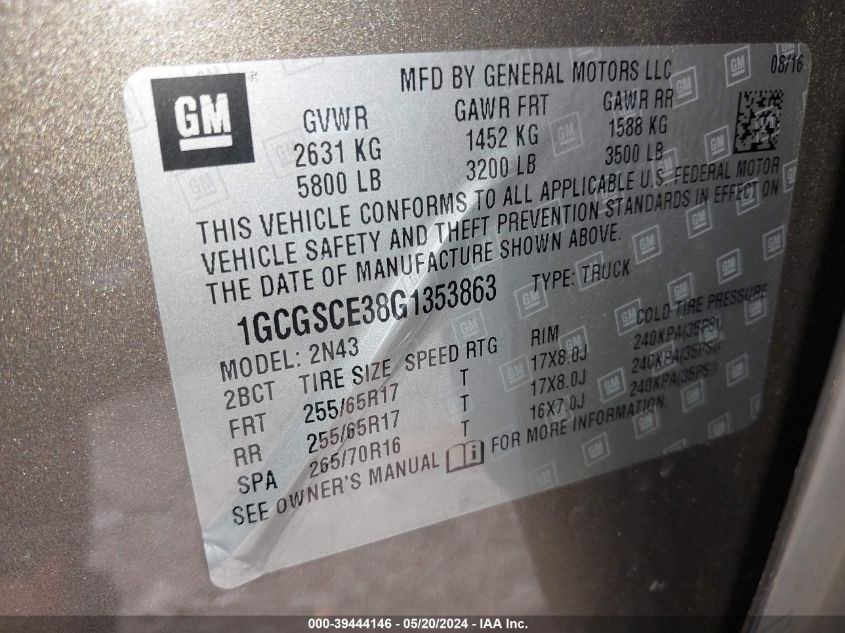 GM ® MFD BY GENERAL MOTORS LLC 08/16
GVWR GAWR FRT GAWR RR
2631 KG 1452 KG 1588 KG
5800 LB 3200 LB 3500 LB
THIS VEHICLE CONFORMS TO ALL APPLICABLE U.S. FEDERAL MOTOR
VEHICLE SAFETY AND THEFT PREVENTION STANDARDS IN EFFECT ON
THE DATE OF MANUFACTURE SHOWN ABOVE.
1GCGSCE38G1353863 TYPE: TRUCK
MODEL: 2N43
2BCT TIRE SIZE SPEED RTG RIM COLD TIRE PRESSURE
FRT 255/65R17 T 17X8.0J 240KPA(35PSI)
RR 255/65R17 T 17X8.0J 240KPA(35PSI)
SPA 265/70R16 T 16X7.0J 240KPA(35PSI)
SEE OWNER'S MANUAL i FOR MORE INFORMATION.
000-39444146 - 05/20/2024 - IAA Inc.